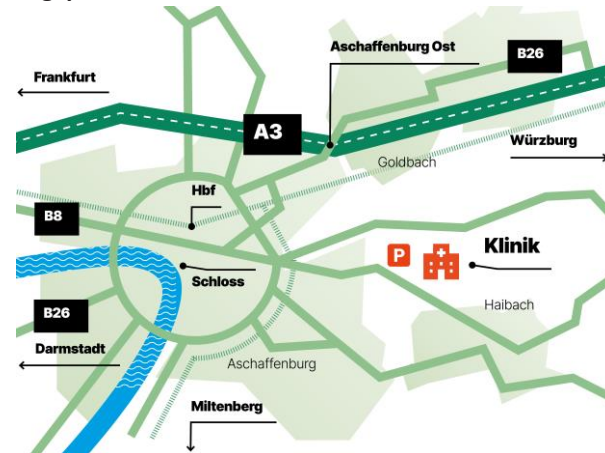 Aschaffenburg Ost
B26
Frankfurt
A3
Würzburg
Goldbach
Hbf
B8
Klinik
P
Schloss
Haibach
B26
Darmstadt
Aschaffenburg
Miltenberg